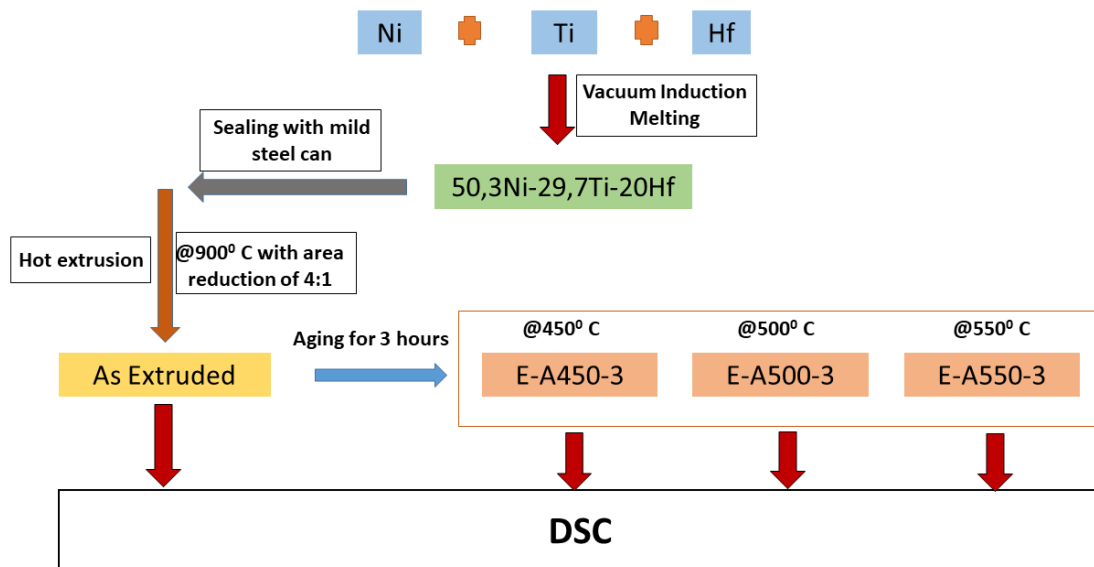 Ni
Ti
Hf
Vacuum Induction
Melting
Sealing with mild
steel can
50,3Ni-29,7Ti-20Hf
Hot extrusion
@900⁰ C with area
reduction of 4:1
Aging for 3 hours
@450⁰ C
@500⁰ C
@550⁰ C
As Extruded
E-A450-3
E-A500-3
E-A550-3
DSC